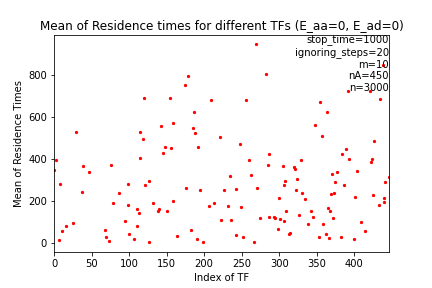 Mean of Residence times for different TFs (E_aa=0, E_ad=0)
stop_time=1000
ignoring_steps=20
m=10
nA=450
n=3000
Mean of Residence Times
800
600
400
200
0
0 50 100 150 200 250 300 350 400
Index of TF